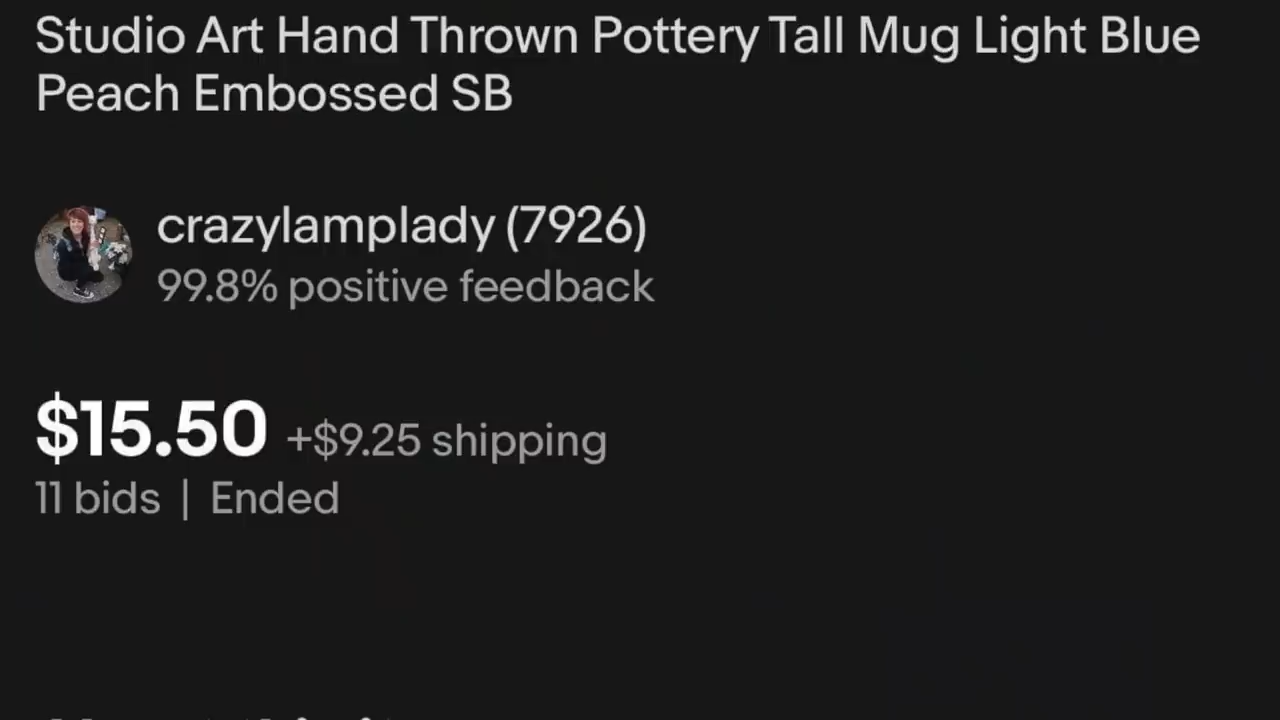 Studio Art Hand Thrown Pottery Tall Mug Light Blue
Peach Embossed SB
crazylamplady (7926)
99.8% positive feedback
$15.50 +$9.25 shipping
11 bids | Ended